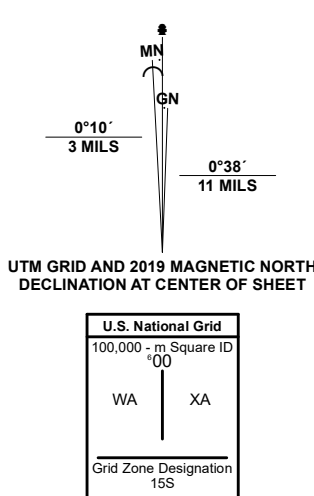 MN
GN
0°10´
3 MILS
0°38´
11 MILS
UTM GRID AND 2019 MAGNETIC NORTH
DECLINATION AT CENTER OF SHEET
U.S. National Grid
100,000 - m Square ID
⁶00
WA XA
Grid Zone Designation
15S